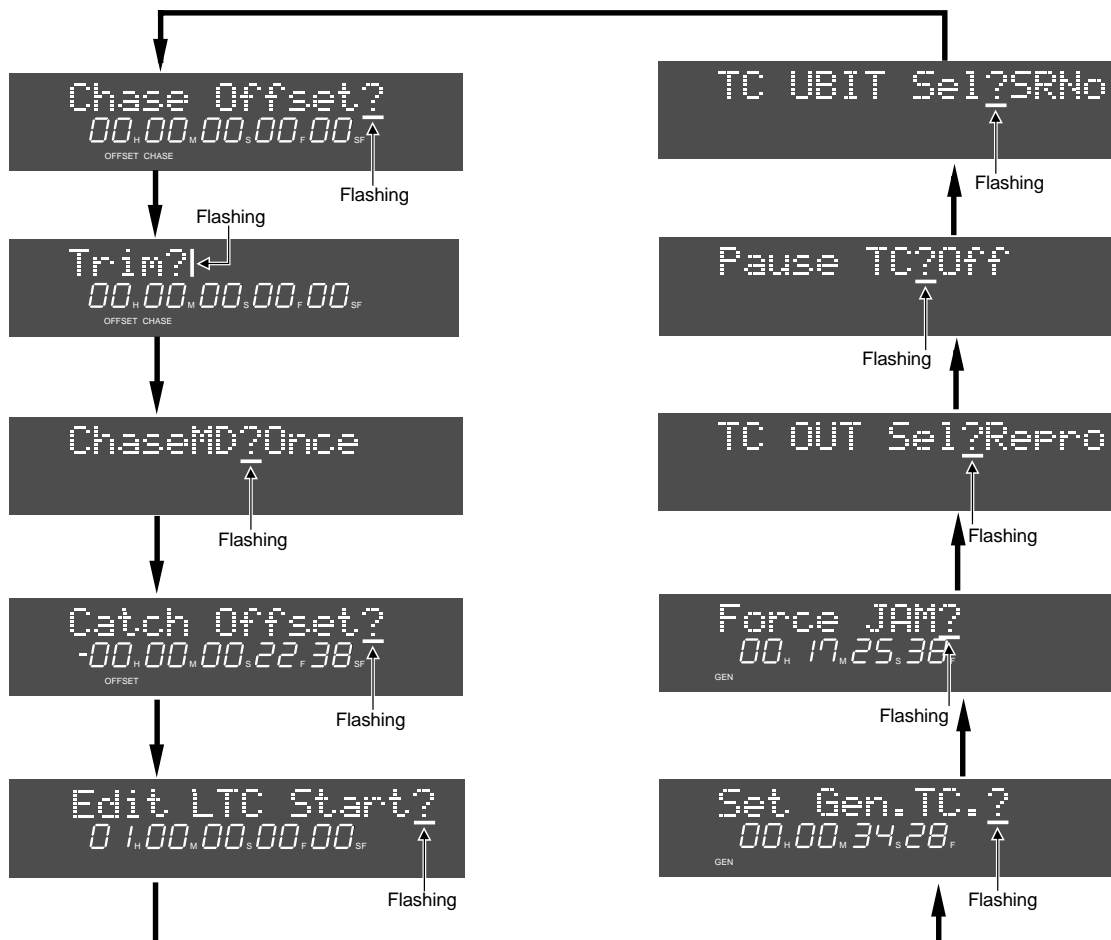 Chase Offset?
00H00M00S00F00SF
OFFSET CHASE
Flashing
Flashing
Trim?
00H00M00S00F00SF
OFFSET CHASE
ChaseMD?Once
Flashing
Catch Offset?
-00H00M00S22F38SF
OFFSET
Flashing
Edit LTC Start?
01H00M00S00F00SF
Flashing
TC UBIT Sel?SRNo
Flashing
Pause TC?Off
Flashing
TC OUT Sel?Repro
Flashing
Force JAM?
00H17M25S38F
GEN
Flashing
Set Gen.TC.?
00H00M34S28F
GEN
Flashing